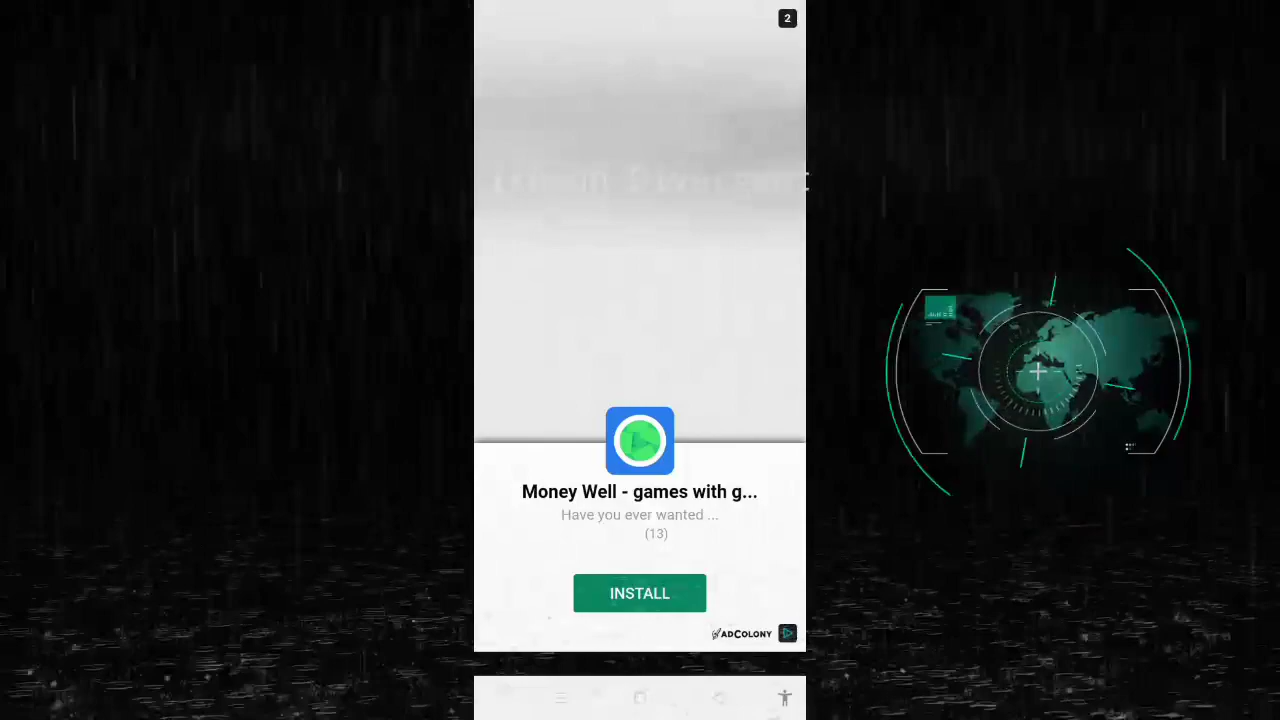 2
Money Well - games with g...
Have you ever wanted ...
(13)
INSTALL
ADCOLONY